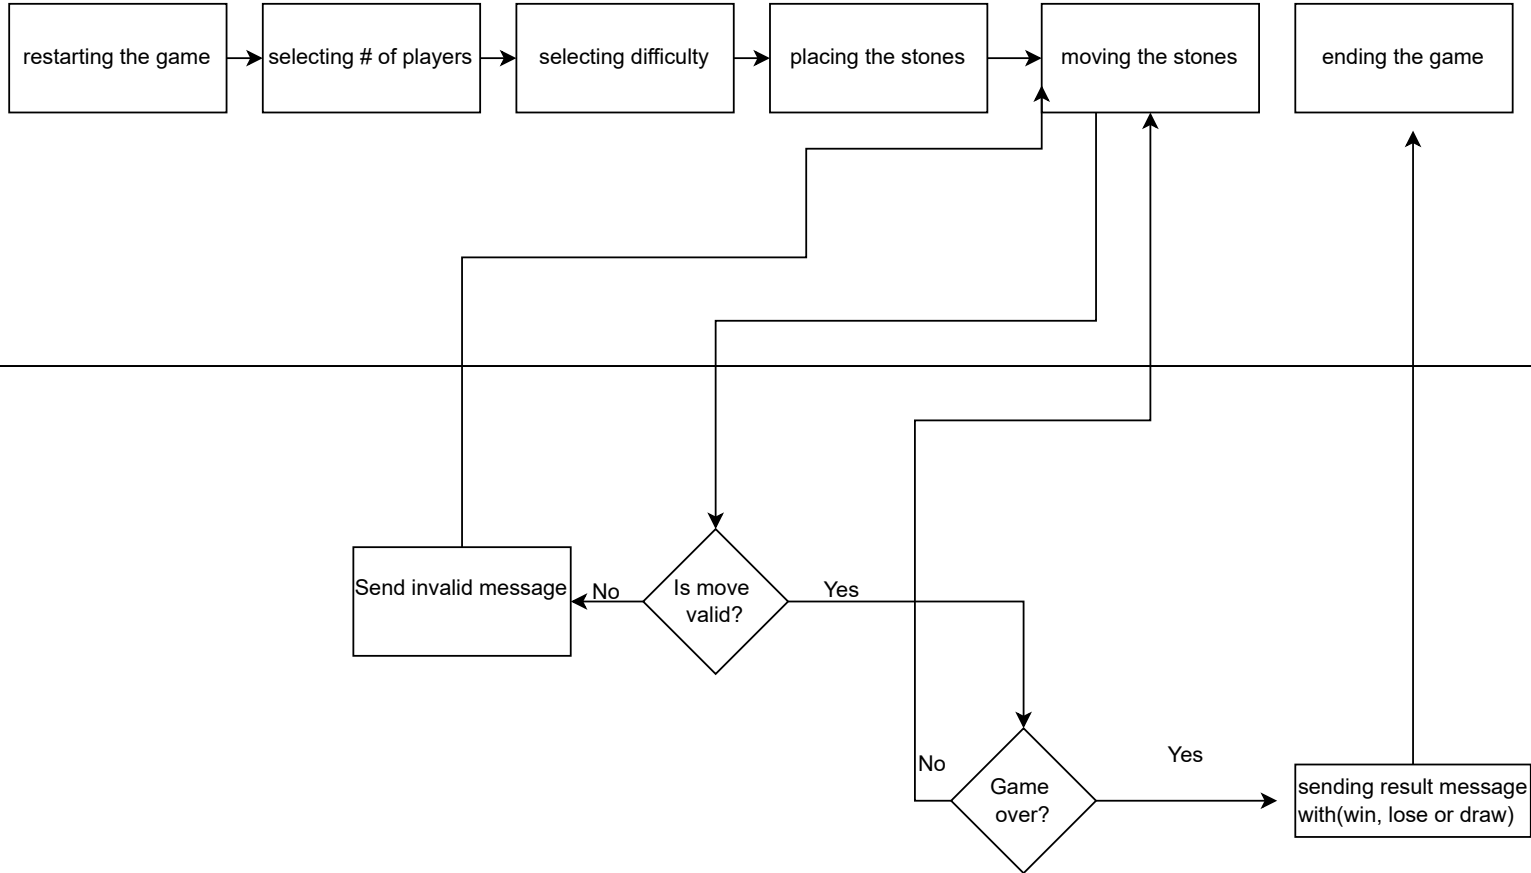 restarting the game
selecting # of players
selecting difficulty
placing the stones
moving the stones
ending the game
Send invalid message
No
Is move
valid?
Yes
No
Game
over?
Yes
sending result message
with(win, lose or draw)